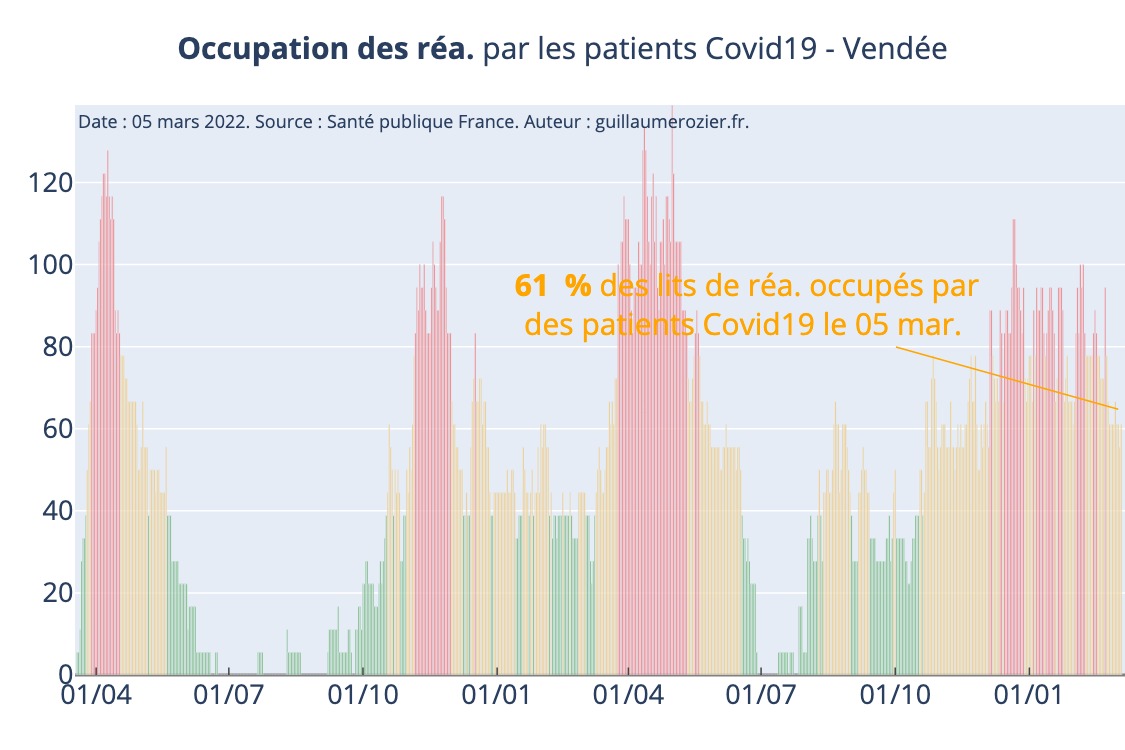 Occupation des réa. par les patients Covid19 - Vendée
Date : 05 mars 2022. Source : Santé publique France. Auteur : guillaumerozier.fr.
120
100
61 % des lits de réa. occupés par
des patients Covid19 le 05 mar.
80
60
40
20
0
01/04 01/07 01/10 01/01 01/04 01/07 01/10 01/01